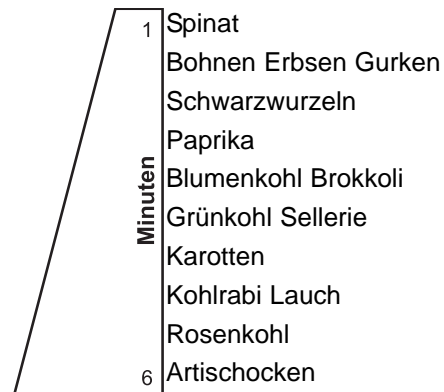 1 Spinat
Bohnen Erbsen Gurken
Schwarzwurzeln
Paprika
Blumenkohl Brokkoli
Minuten
Grünkohl Sellerie
Karotten
Kohlrabi Lauch
Rosenkohl
6 Artischocken